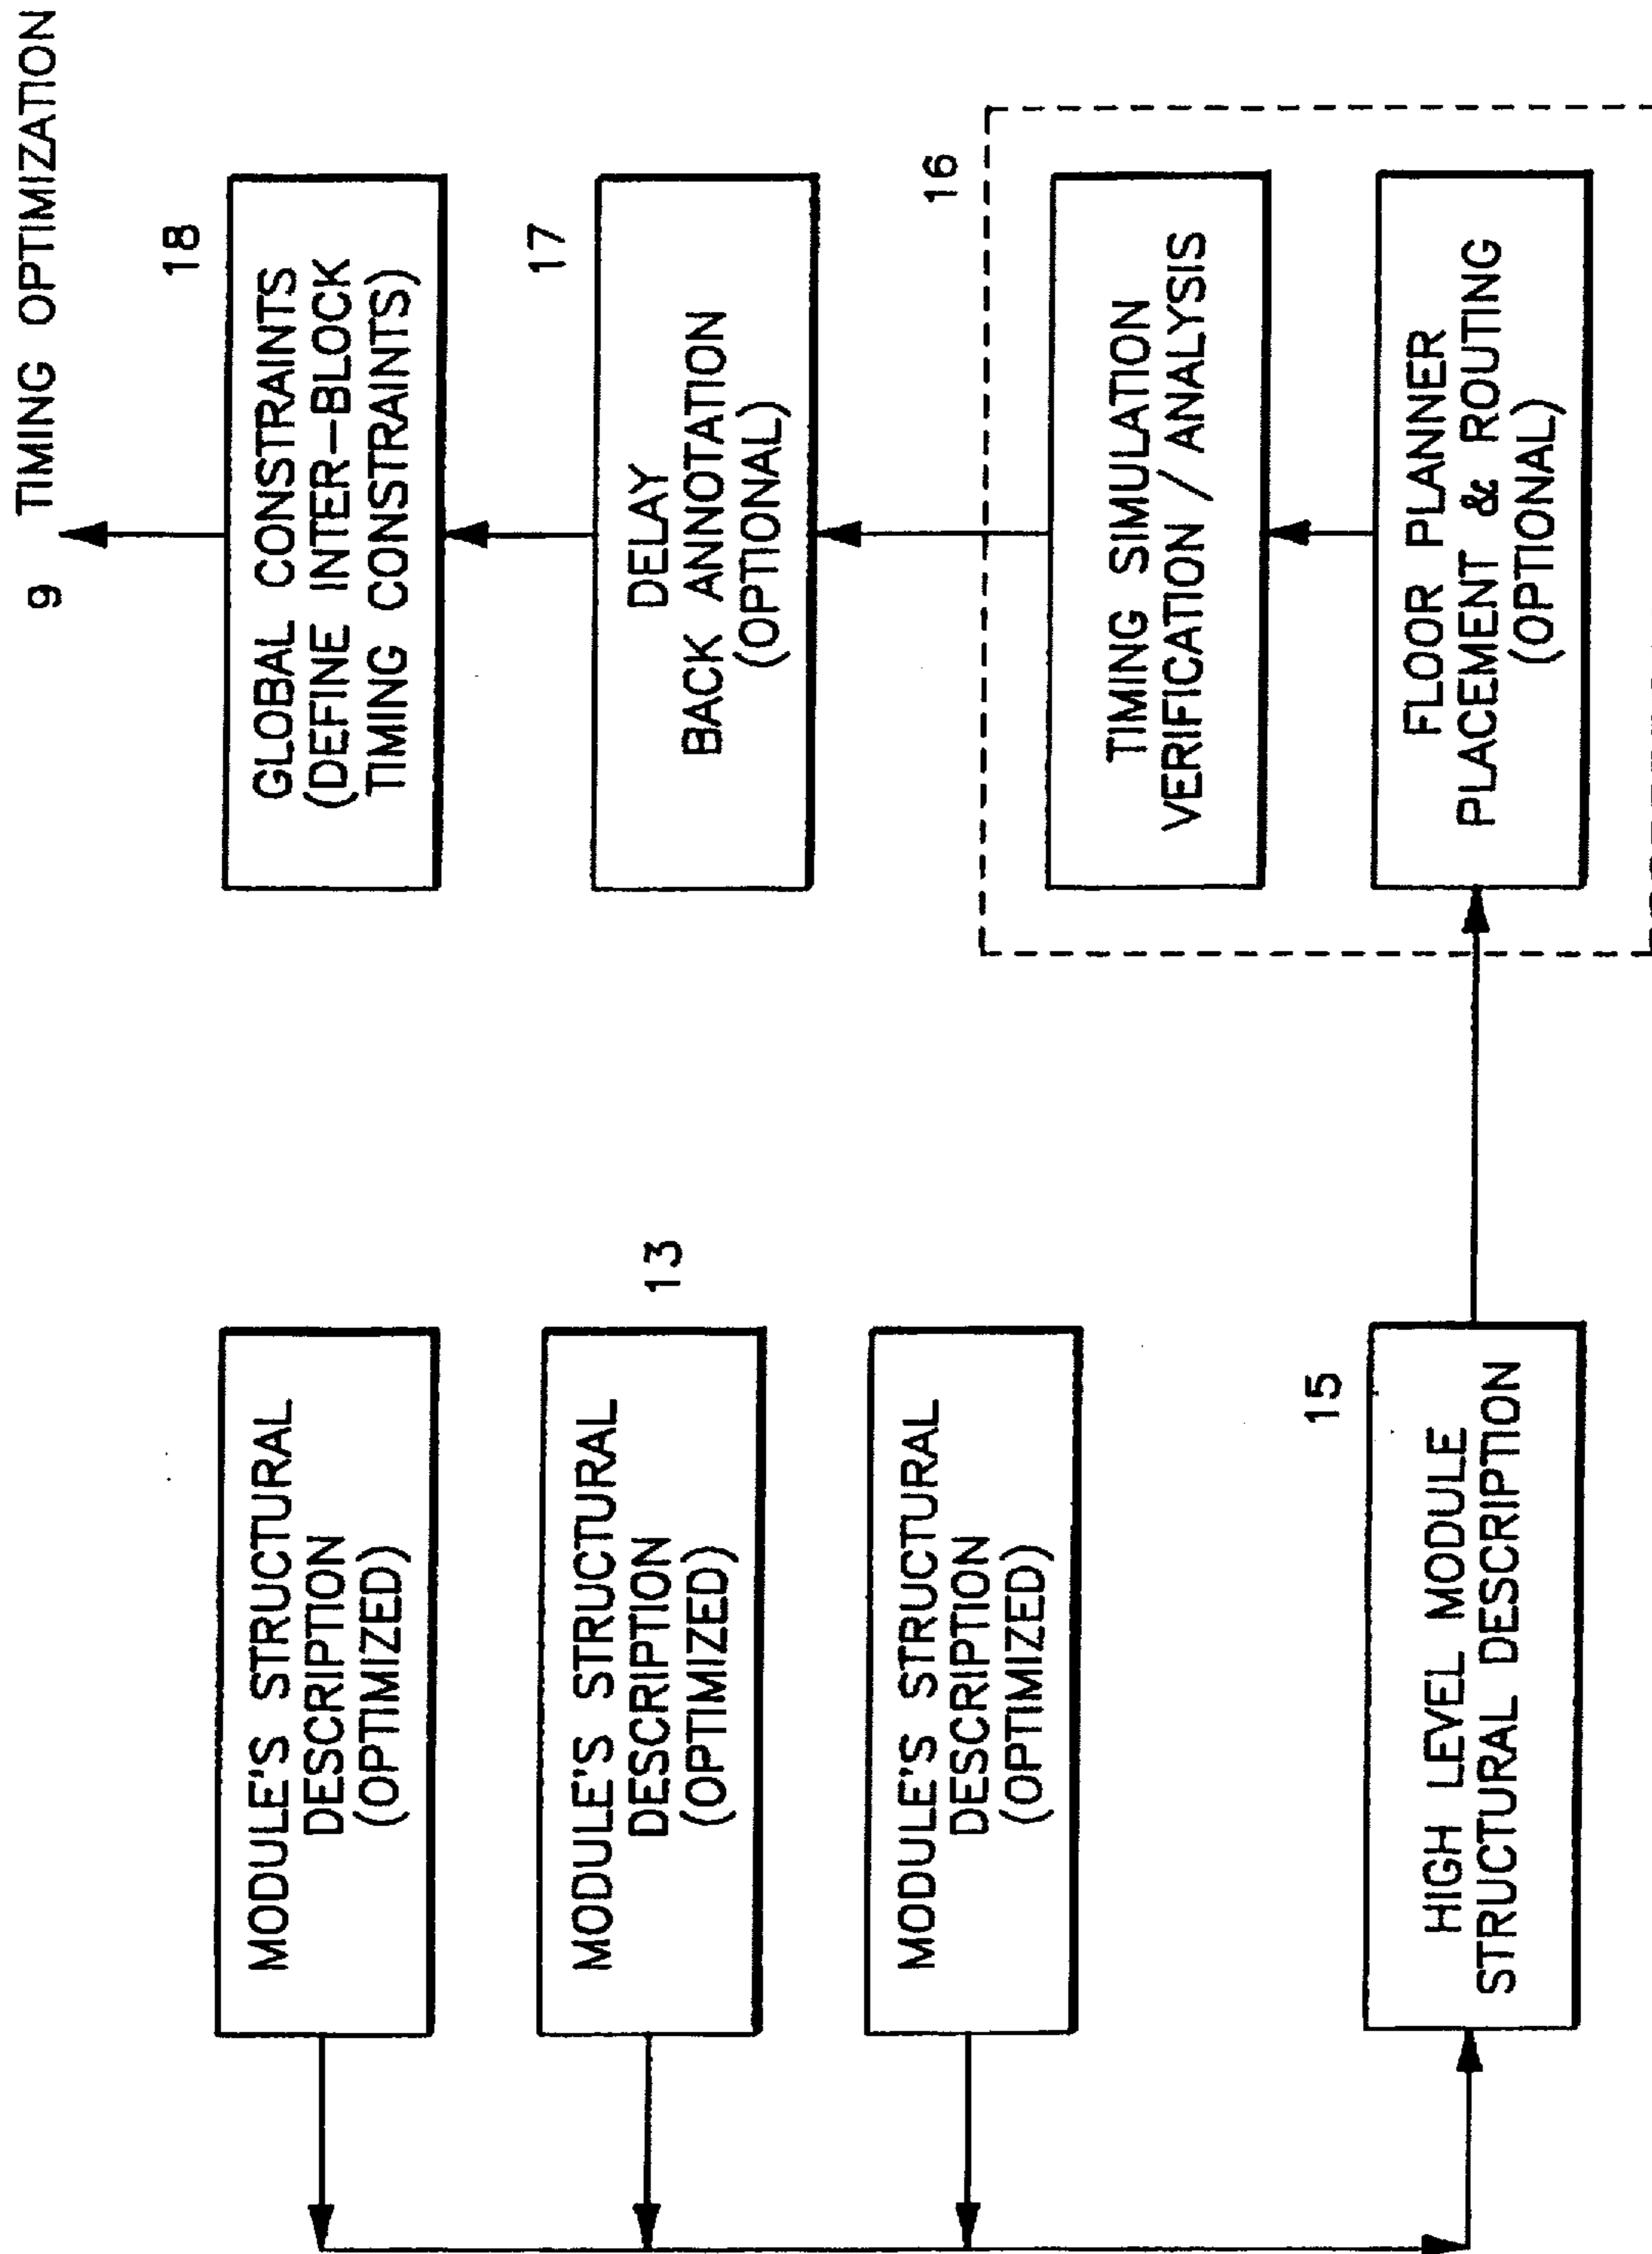 MODULE'S STRUCTURAL
DESCRIPTION
(OPTIMIZED)
MODULE'S STRUCTURAL
DESCRIPTION
(OPTIMIZED)
13
MODULE'S STRUCTURAL
DESCRIPTION
(OPTIMIZED)
15
HIGH LEVEL MODULE
STRUCTURAL DESCRIPTION
9 TIMING OPTIMIZATION
18
GLOBAL CONSTRAINTS
(DEFINE INTER-BLOCK
TIMING CONSTRAINTS)
17
DELAY
BACK ANNOTATION
(OPTIONAL)
16
TIMING SIMULATION
VERIFICATION / ANALYSIS
FLOOR PLANNER
PLACEMENT & ROUTING
(OPTIONAL)